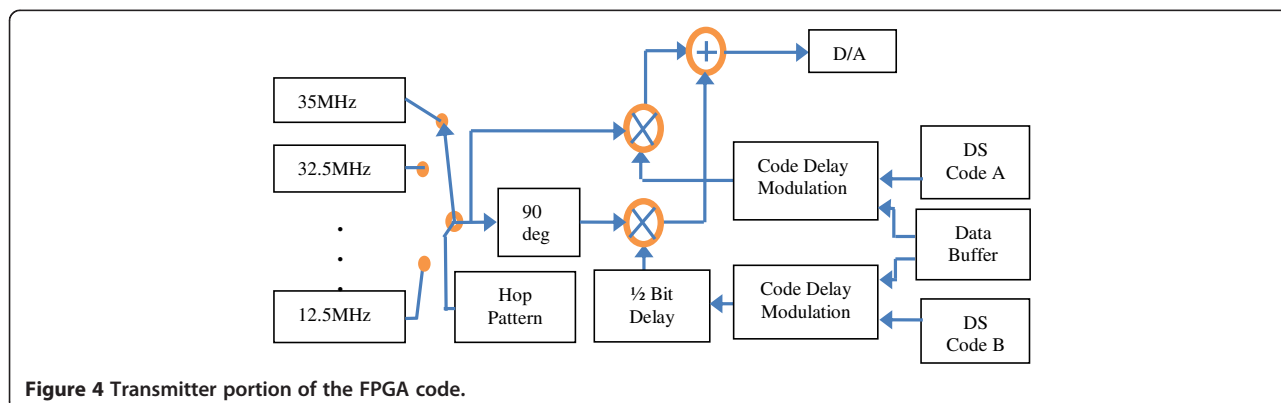 35MHz
32.5MHz
.
.
.
12.5MHz
Hop
Pattern
90
deg
½ Bit
Delay
+
D/A
Code Delay
Modulation
Code Delay
Modulation
DS
Code A
Data
Buffer
DS
Code B
Figure 4 Transmitter portion of the FPGA code.